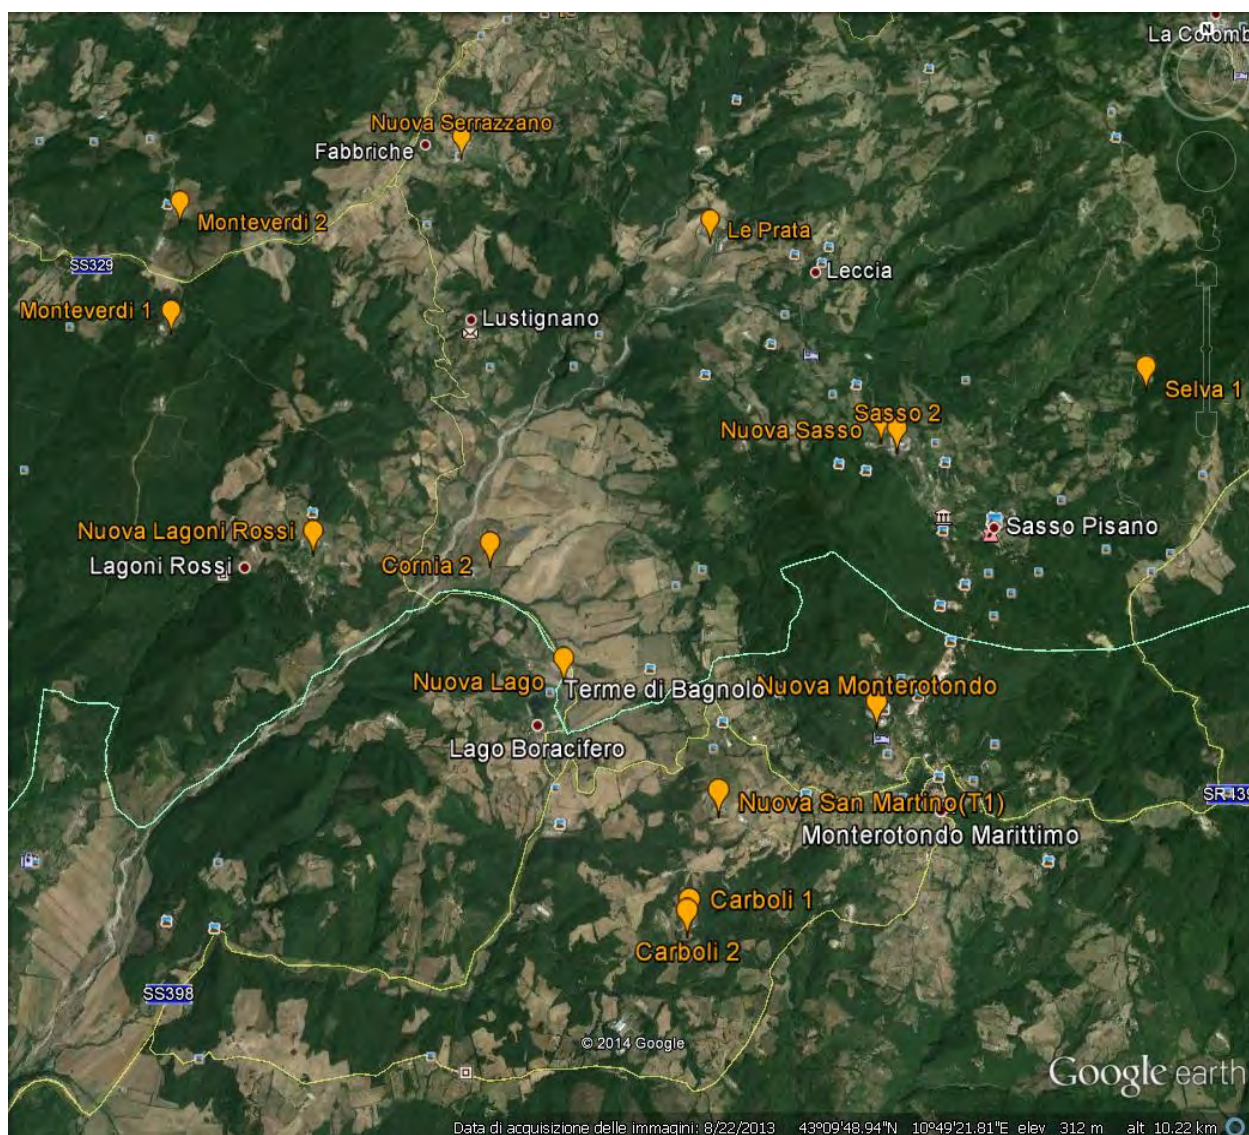 N
La Colomb
Nuova Serrazzano
Fabbriche
Monteverdi 2
Le Prata
SS329
Leccia
Monteverdi 1
Lustignano
Selva 1
Sasso 2
Nuova Sasso
Nuova Lagoni Rossi
Sasso Pisano
Lagoni Rossi
Cornia 2
Nuova Lago
Terme di Bagnolo
Nuova Monterotondo
Lago Boracifero
Nuova San Martino(T1)
SR439
Monterotondo Marittimo
Carboli 1
Carboli 2
SS398
© 2014 Google
Google earth
Data di acquisizione delle immagini: 8/22/2013 43°09'48.94"N 10°49'21.81"E elev 312 m alt 10.22 km